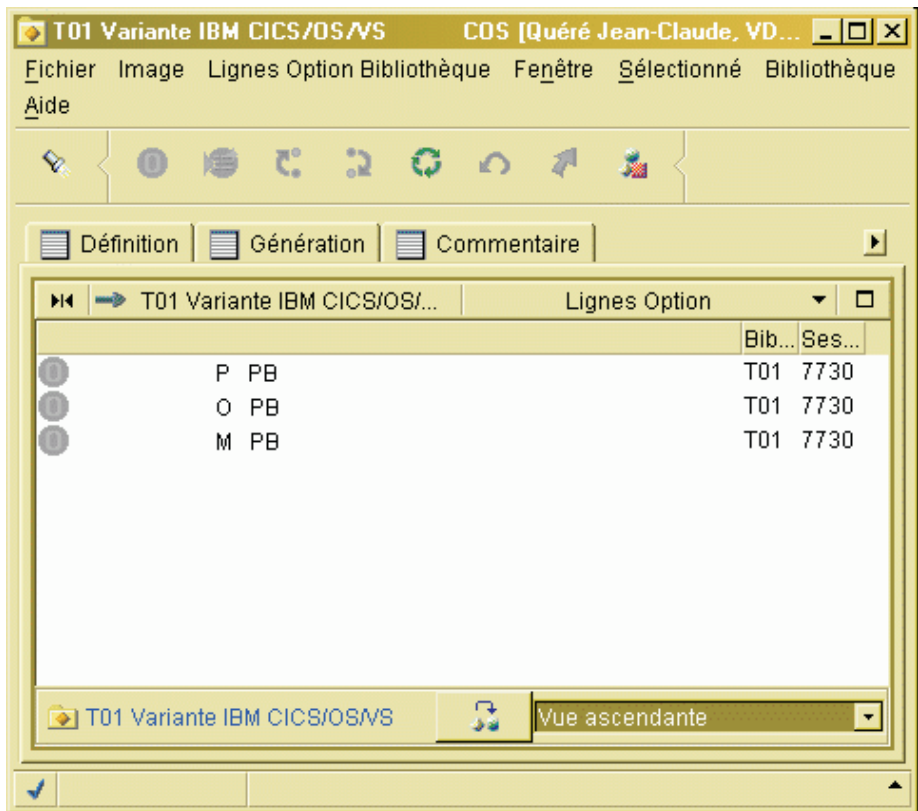 T01 Variante IBM CICS/OS/VS COS [Quéré Jean-Claude, VD...
Fichier Image Lignes Option Bibliothèque Fenêtre Sélectionné Bibliothèque
Aide
Définition Génération Commentaire
T01 Variante IBM CICS/OS/... Lignes Option
Bib... Ses...
P PB T01 7730
O PB T01 7730
M PB T01 7730
T01 Variante IBM CICS/OS/VS Vue ascendante